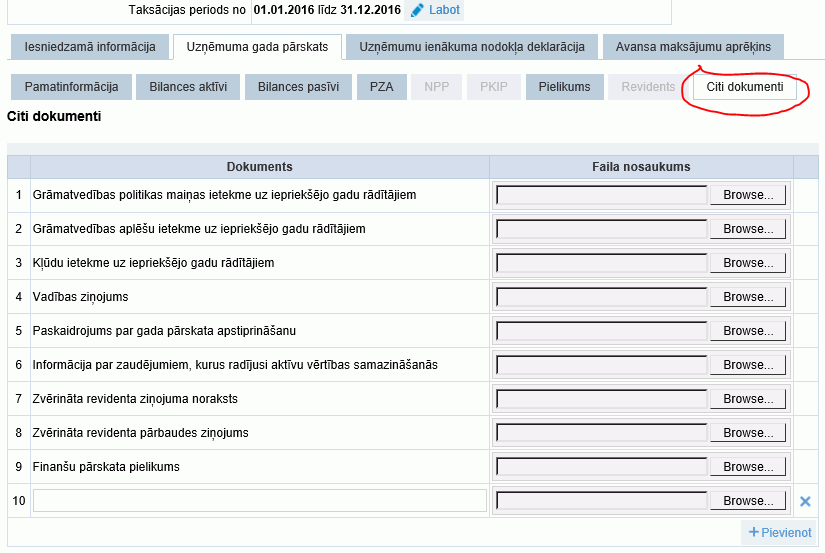 Taksācijas periods no 01.01.2016 līdz 31.12.2016 Labot
Iesniedzamā informācija Uzņēmuma gada pārskats Uzņēmumu ienākuma nodokļa deklarācija Avansa maksājumu aprēķins
Pamatinformācija Bilances aktīvi Bilances pasīvi PZA NPP PKIP Pielikums Revidents Citi dokumenti
Citi dokumenti
Dokuments Faila nosaukums
1 Grāmatvedības politikas maiņas ietekme uz iepriekšējo gadu rādītājiem Browse...
2 Grāmatvedības aplēšu ietekme uz iepriekšējo gadu rādītājiem Browse...
3 Kļūdu ietekme uz iepriekšējo gadu rādītājiem Browse...
4 Vadības ziņojums Browse...
5 Paskaidrojums par gada pārskata apstiprināšanu Browse...
6 Informācija par zaudējumiem, kurus radījusi aktīvu vērtības samazināšanās Browse...
7 Zvērināta revidenta ziņojuma noraksts Browse...
8 Zvērināta revidenta pārbaudes ziņojums Browse...
9 Finanšu pārskata pielikums Browse...
10 Browse...
+ Pievienot